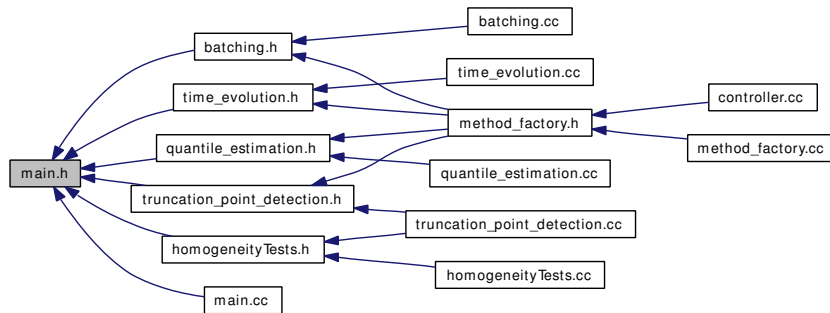 batching.cc
batching.h
time_evolution.cc
time_evolution.h
controller.cc
method_factory.h
quantile_estimation.h
method_factory.cc
main.h
quantile_estimation.cc
truncation_point_detection.h
truncation_point_detection.cc
homogeneityTests.h
homogeneityTests.cc
main.cc